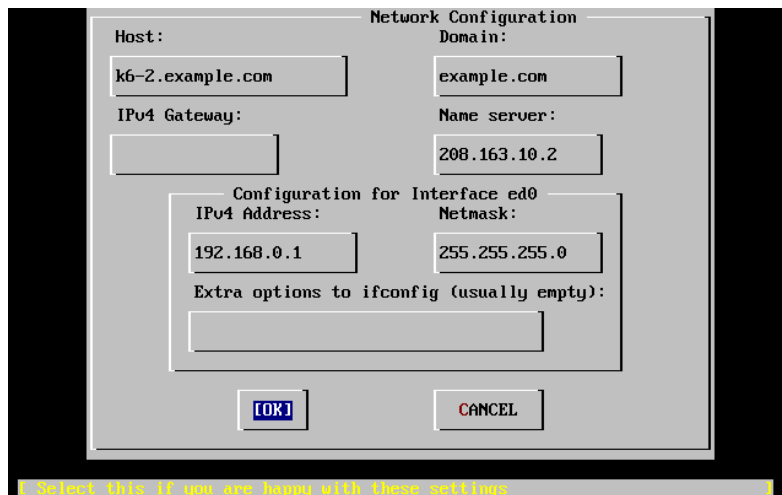 Network Configuration
Host: Domain:
k6-2.example.com example.com
IPv4 Gateway: Name server:
208.163.10.2
Configuration for Interface ed0
IPv4 Address: Netmask:
192.168.0.1 255.255.255.0
Extra options to ifconfig (usually empty):
[OK] CANCEL
[ Select this if you are happy with these settings ]